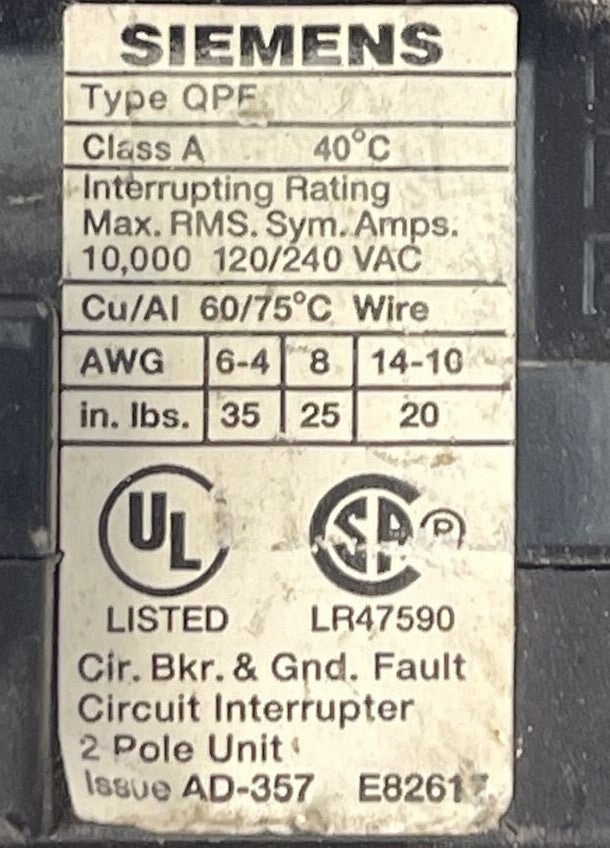 SIEMENS
Type QPF
Class A 40°C
Interrupting Rating
Max. RMS. Sym. Amps.
10,000 120/240 VAC
Cu/Al 60/75°C Wire
AWG 6-4 8 14-10
in. lbs. 35 25 20
UL SA P
LISTED LR47590
Cir. Bkr. & Gnd. Fault
Circuit Interrupter
2 Pole Unit
Issue AD-357